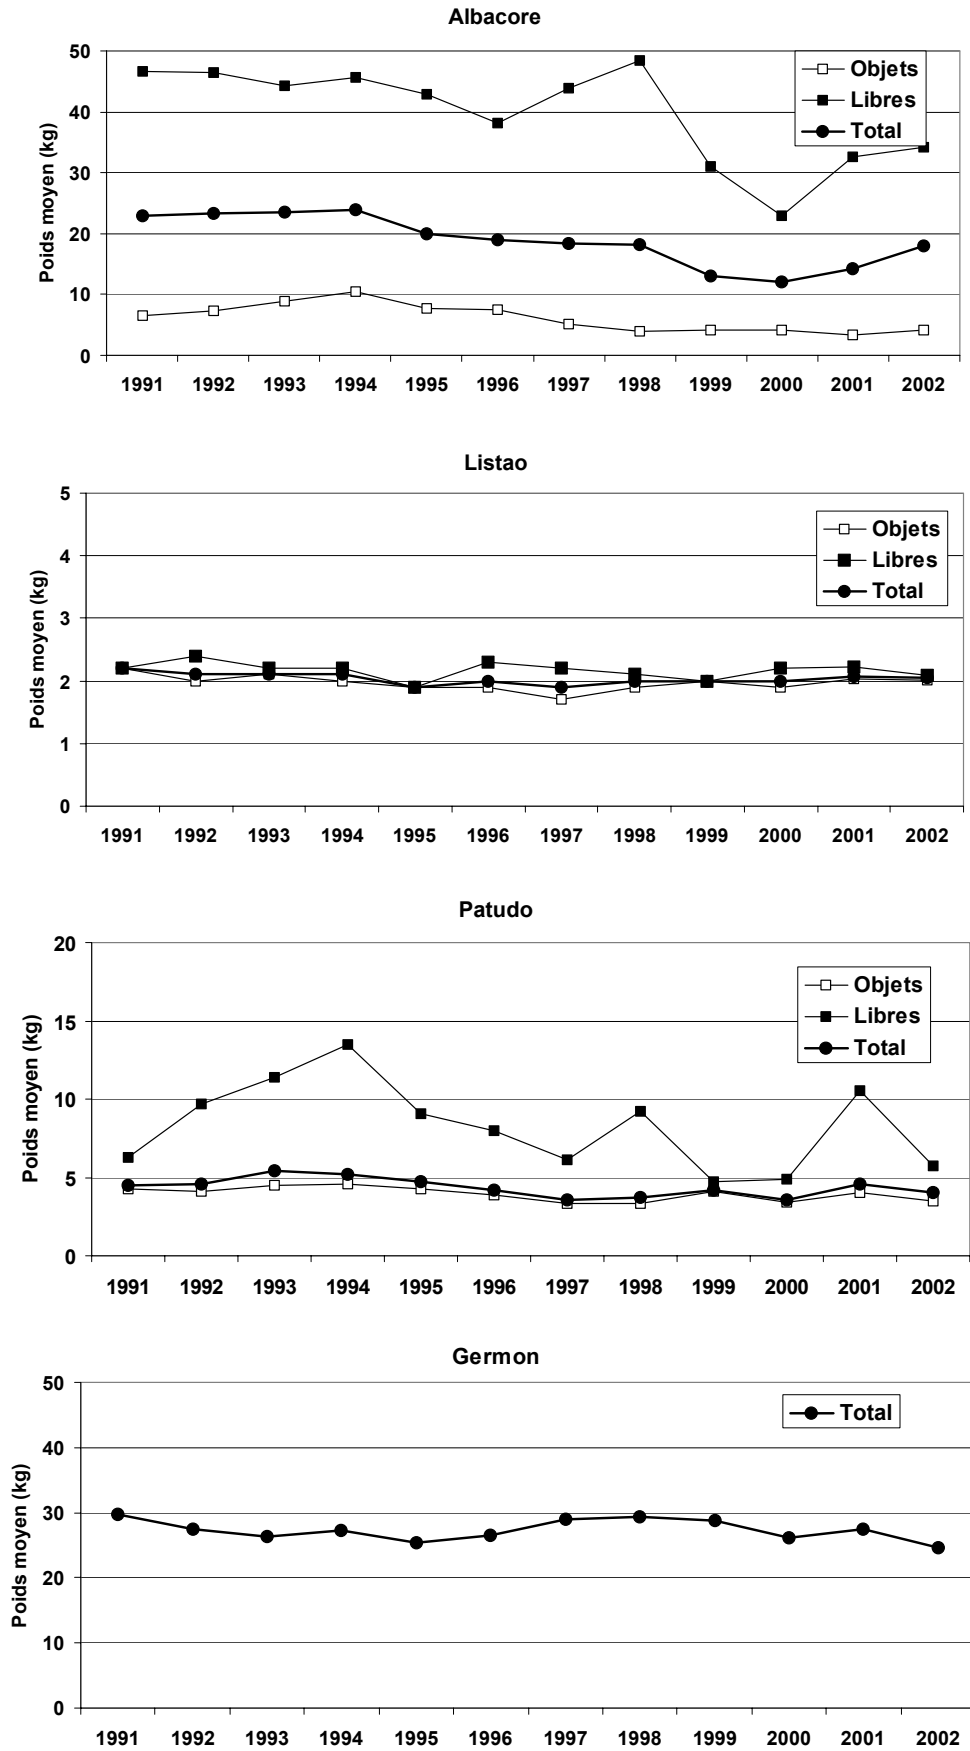 Albacore
Poids moyen (kg)
50
40
30
20
10
0
Objets
Libres
Total
1991 1992 1993 1994 1995 1996 1997 1998 1999 2000 2001 2002
Listao
Poids moyen (kg)
5
4
3
2
1
0
Objets
Libres
Total
1991 1992 1993 1994 1995 1996 1997 1998 1999 2000 2001 2002
Patudo
Poids moyen (kg)
20
15
10
5
0
Objets
Libres
Total
1991 1992 1993 1994 1995 1996 1997 1998 1999 2000 2001 2002
Germon
Poids moyen (kg)
50
40
30
20
10
0
Total
1991 1992 1993 1994 1995 1996 1997 1998 1999 2000 2001 2002